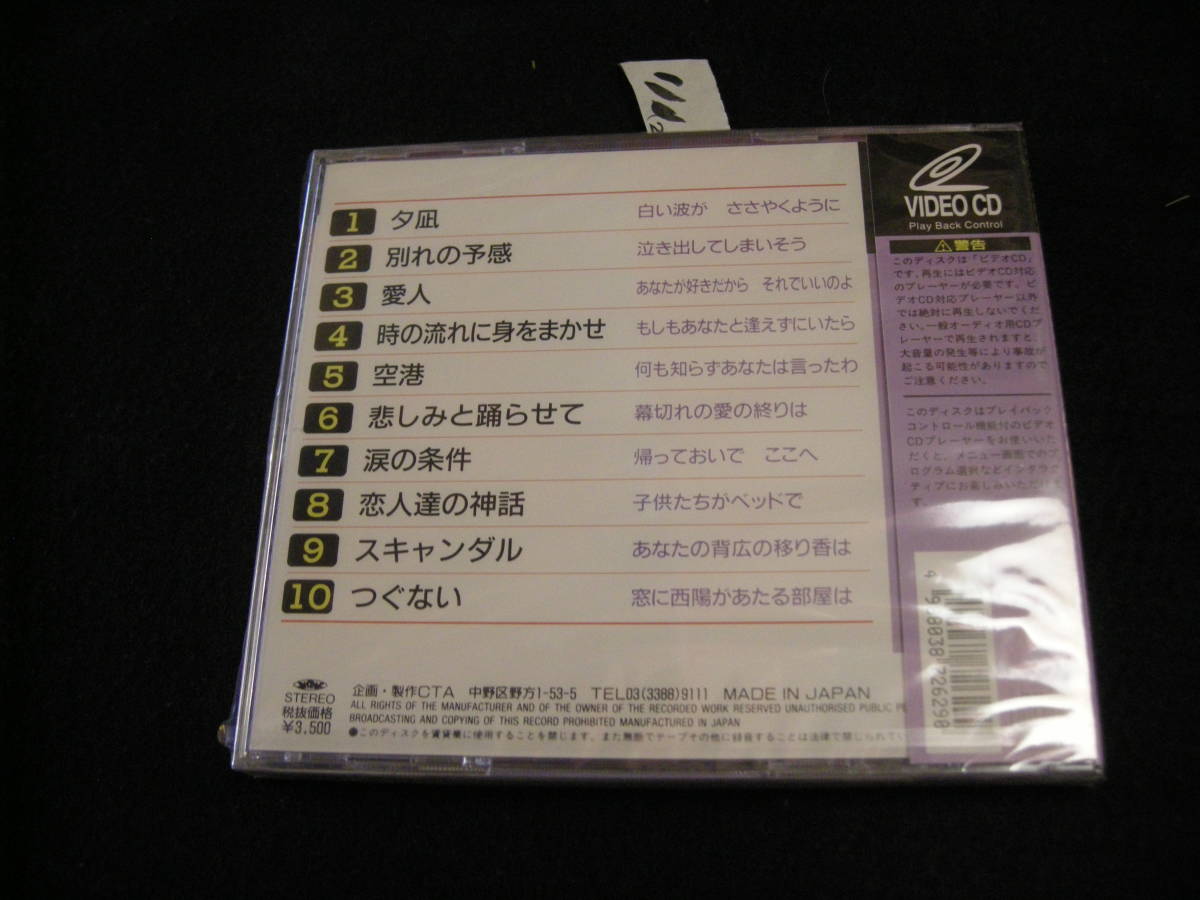 1 夕凪 白い波が ささやくように
2 別れの予感 泣き出してしまいそう
3 愛人 あなたが好きだから それでいいのよ
4 時の流れに身をまかせ もしもあなたと逢えずにいたら
5 空港 何も知らずあなたは言ったわ
6 悲しみと踊らせて 幕切れの愛の終りは
7 涙の条件 帰っておいで ここへ
8 恋人達の神話 子供たちがベッドで
9 スキャンダル あなたの背広の移り香は
10 つぐない 窓に西陽があたる部屋は
STEREO
税抜価格
¥3,500
企画・製作CTA 中野区野方1-53-5 TEL03(3388)9111 MADE IN JAPAN
ALL RIGHTS OF THE MANUFACTURER AND OF THE OWNER OF THE RECORDED WORK RESERVED UNAUTHORISED PUBLIC
BROADCASTING AND COPYING OF THIS RECORD PROHIBITED MANUFACTURED IN JAPAN
●このディスクを賃貸業に使用することを禁じます。また無断でテープその他に録音することは法律で禁じられてい
VIDEO CD
Play Back Control
⚠警告
このディスクは「ビデオCD」
です。再生にはビデオCD対応
のプレーヤーが必要です。ビ
デオCD対応プレーヤー以外
では絶対に再生しないでくだ
さい。一般オーディオ用CDプ
レーヤーで再生されますと、
大音量の発生等により事故が
起こる可能性がありますので
ご注意ください。
このディスクはプレイバック
コントロール機能付のビデオ
CDプレーヤーをお使いいた
だくと、メニュー画面でのプ
ログラム選択などインタラク
ティブにお楽しみいただけま
す。